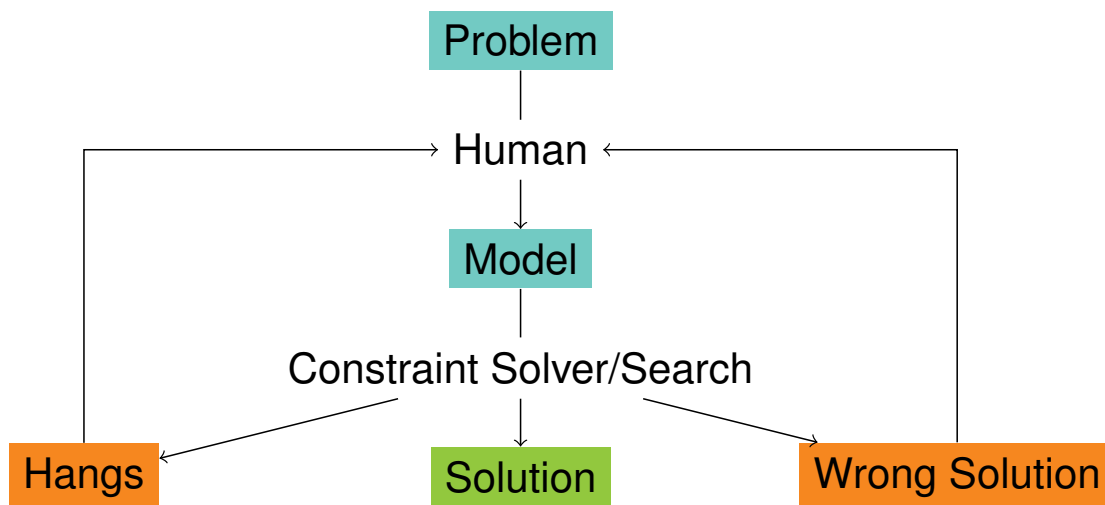 Problem
Human
Model
Constraint Solver/Search
Hangs
Solution
Wrong Solution